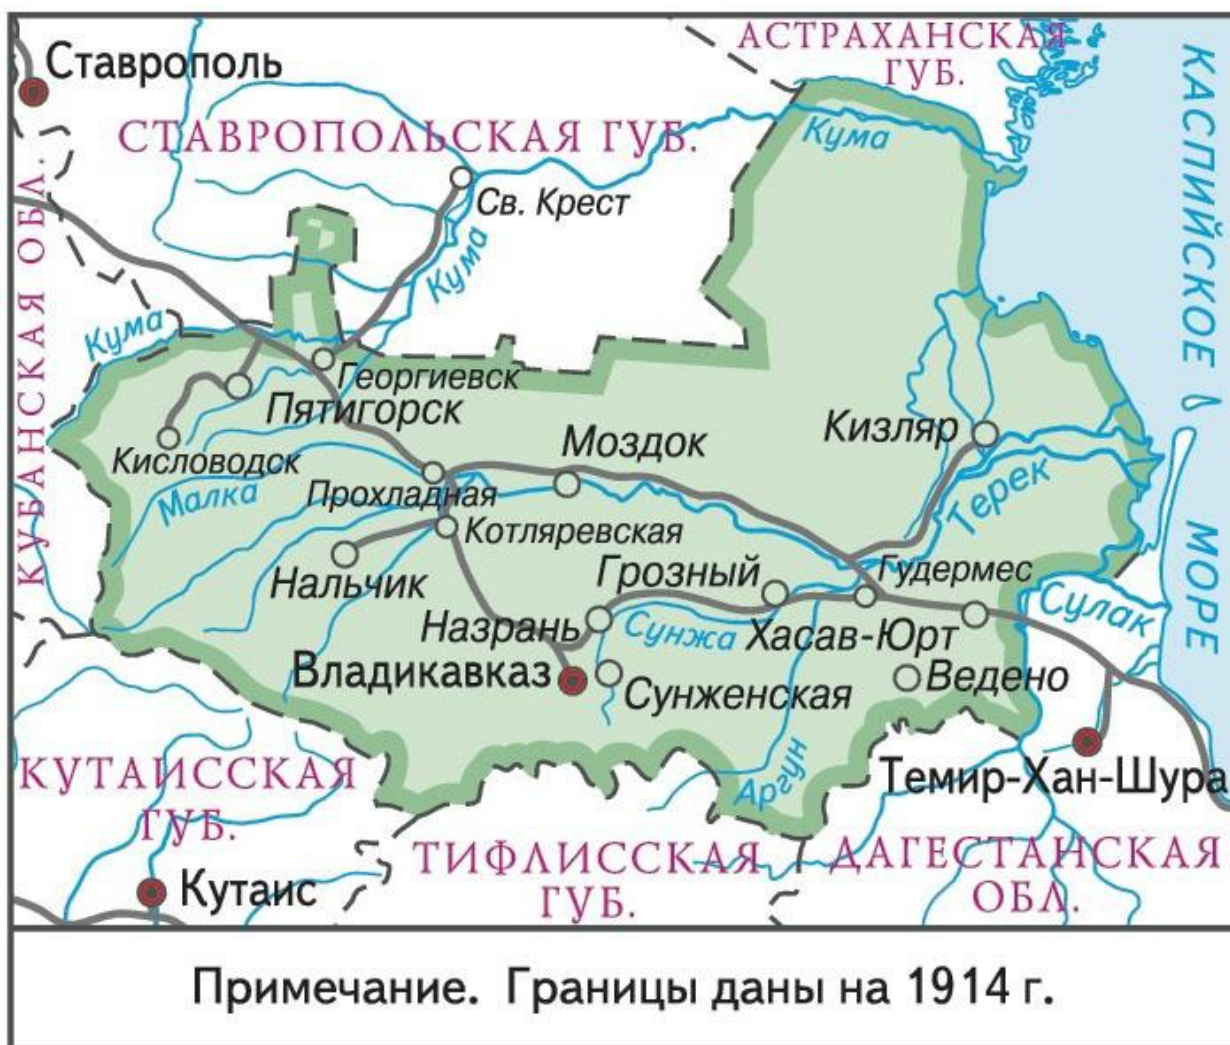 АСТРАХАНСКАЯ
ГУБ.
Ставрополь
СТАВРОПОЛЬСКАЯ ГУБ.
Кума
КАСПИЙСКОЕ МОРЕ
Св. Крест
КУБАНСКАЯ ОБЛ.
Кума
Кума
Георгиевск
Пятигорск
Кисловодск
Моздок
Кизляр
Малка
Прохладная
Терек
Котляревская
Нальчик
Грозный
Гудермес
Сулак
Назрань
Сунжа
Хасав-Юрт
Владикавказ
Сунженская
Ведено
КУТАИССКАЯ
ГУБ.
Аргун
Темир-Хан-Шура
ТИФЛИССКАЯ
ГУБ.
ДАГЕСТАНСКАЯ
ОБЛ.
Кутаис
Примечание. Границы даны на 1914 г.